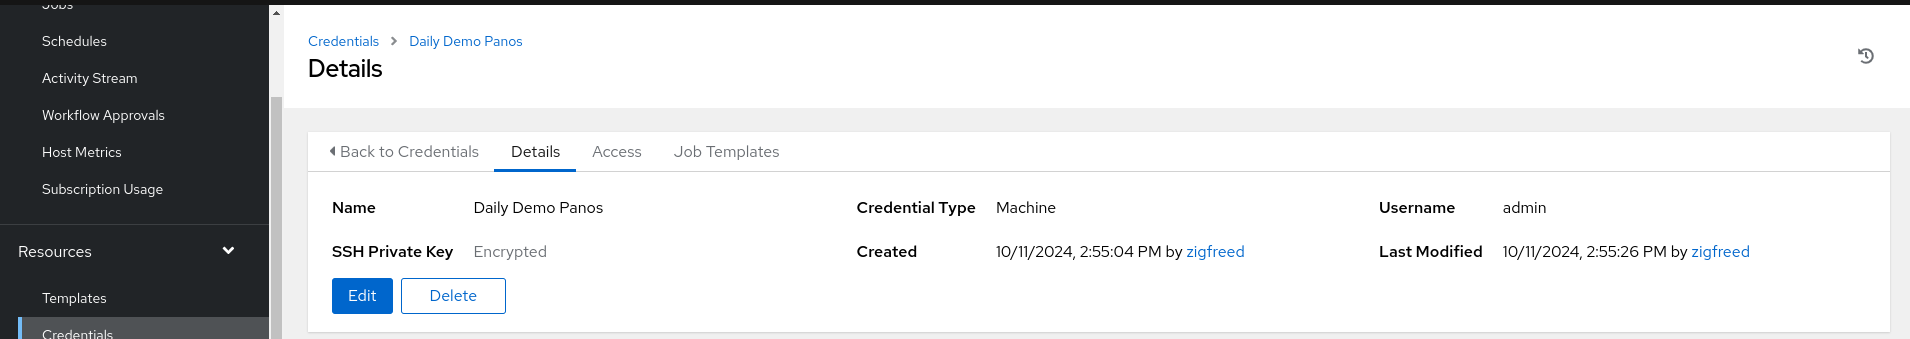 Jobs
Schedules
Activity Stream
Workflow Approvals
Host Metrics
Subscription Usage
Resources
Templates
Credentials
Credentials > Daily Demo Panos
Details
Back to Credentials Details Access Job Templates
Name Daily Demo Panos Credential Type Machine Username admin
SSH Private Key Encrypted Created 10/11/2024, 2:55:04 PM by zigfreed Last Modified 10/11/2024, 2:55:26 PM by zigfreed
Edit Delete